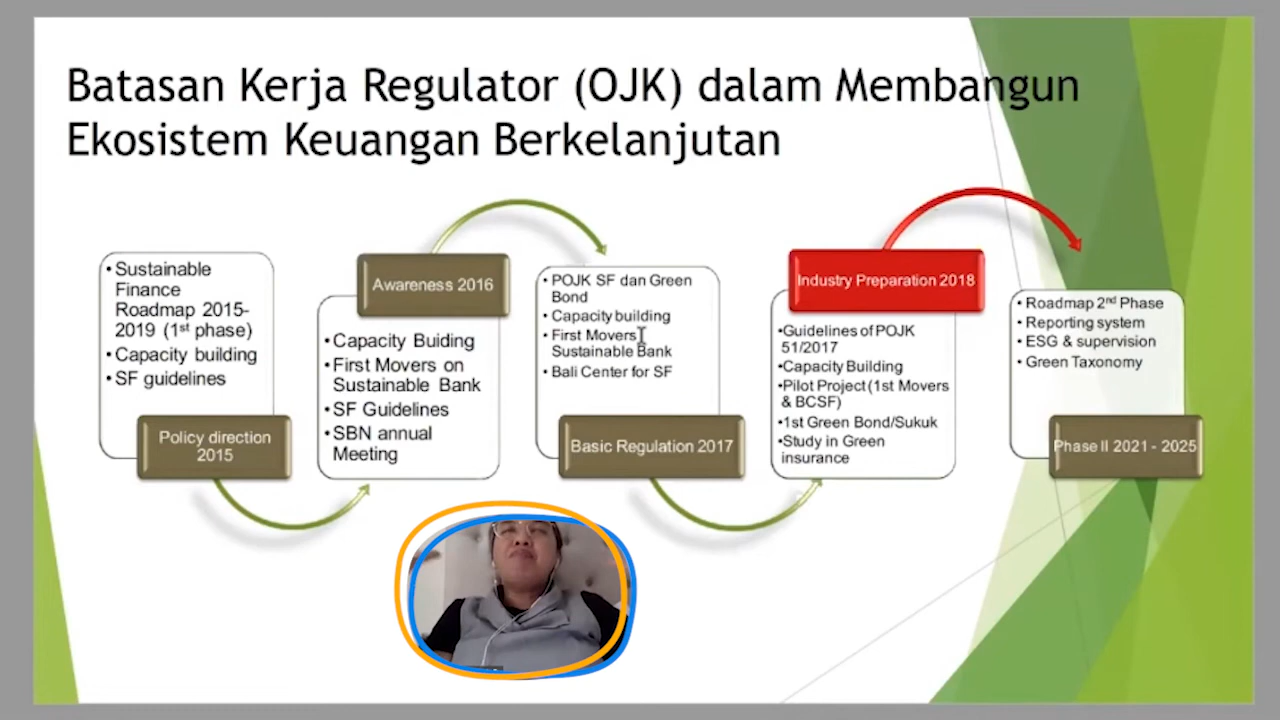 Batasan Kerja Regulator (OJK) dalam Membangun
Ekosistem Keuangan Berkelanjutan
• Sustainable
Finance
Roadmap 2015-
2019 (1st phase)
• Capacity building
• SF guidelines
Policy direction
2015
Awareness 2016
• Capacity Buiding
• First Movers on
Sustainable Bank
• SF Guidelines
• SBN annual
Meeting
• POJK SF dan Green
Bond
• Capacity building
• First Movers
Sustainable Bank
• Bali Center for SF
Basic Regulation 2017
Industry Preparation 2018
•Guidelines of POJK
51/2017
•Capacity Building
•Pilot Project (1st Movers
& BCSF)
•1st Green Bond/Sukuk
•Study in Green
insurance
• Roadmap 2nd Phase
• Reporting system
• ESG & supervision
• Green Taxonomy
Phase II 2021 - 2025